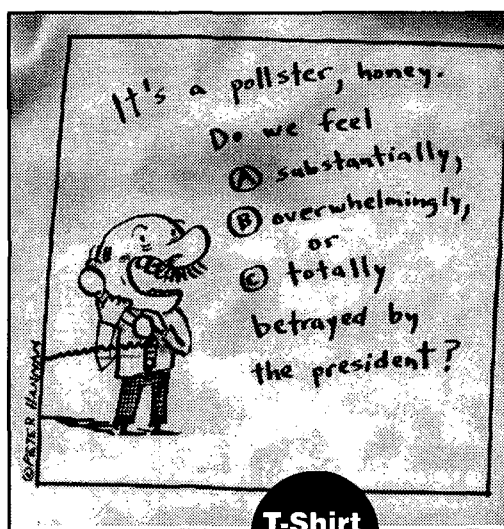 It's a pollster, honey.
Do we feel
Ⓐ substantially,
Ⓑ overwhelmingly,
or
Ⓒ totally
betrayed by
the president?
©PETER HANNAN
T-Shirt